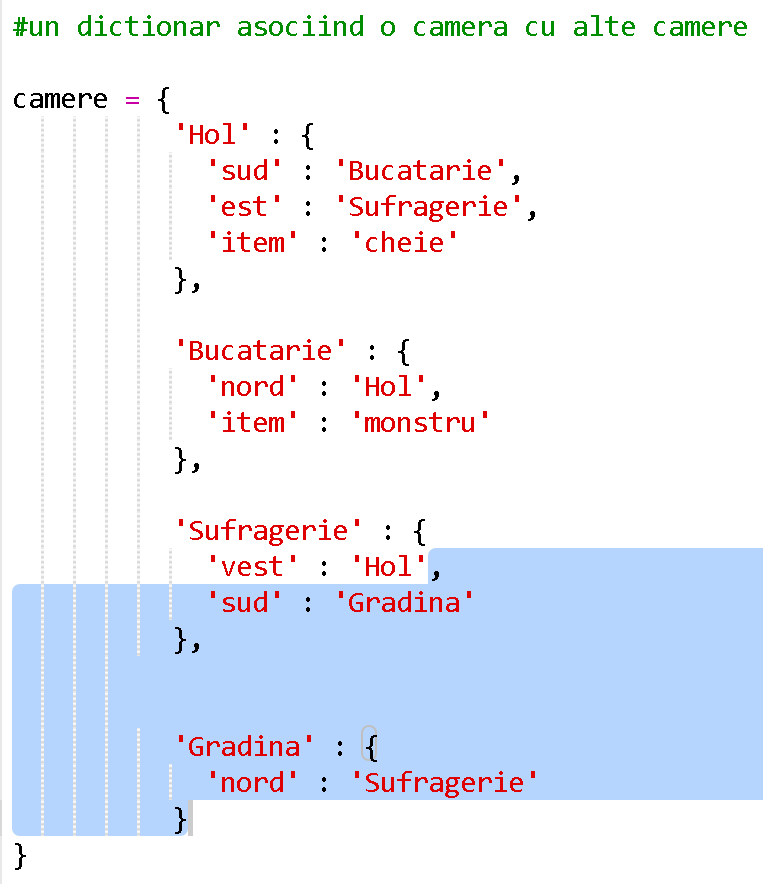 #un dictionar asociind o camera cu alte camere
camere = {
'Hol' : {
'sud' : 'Bucatarie',
'est' : 'Sufragerie',
'item' : 'cheie'
},
'Bucatarie' : {
'nord' : 'Hol',
'item' : 'monstru'
},
'Sufragerie' : {
'vest' : 'Hol',
'sud' : 'Gradina'
},
'Gradina' : {
'nord' : 'Sufragerie'
}
}